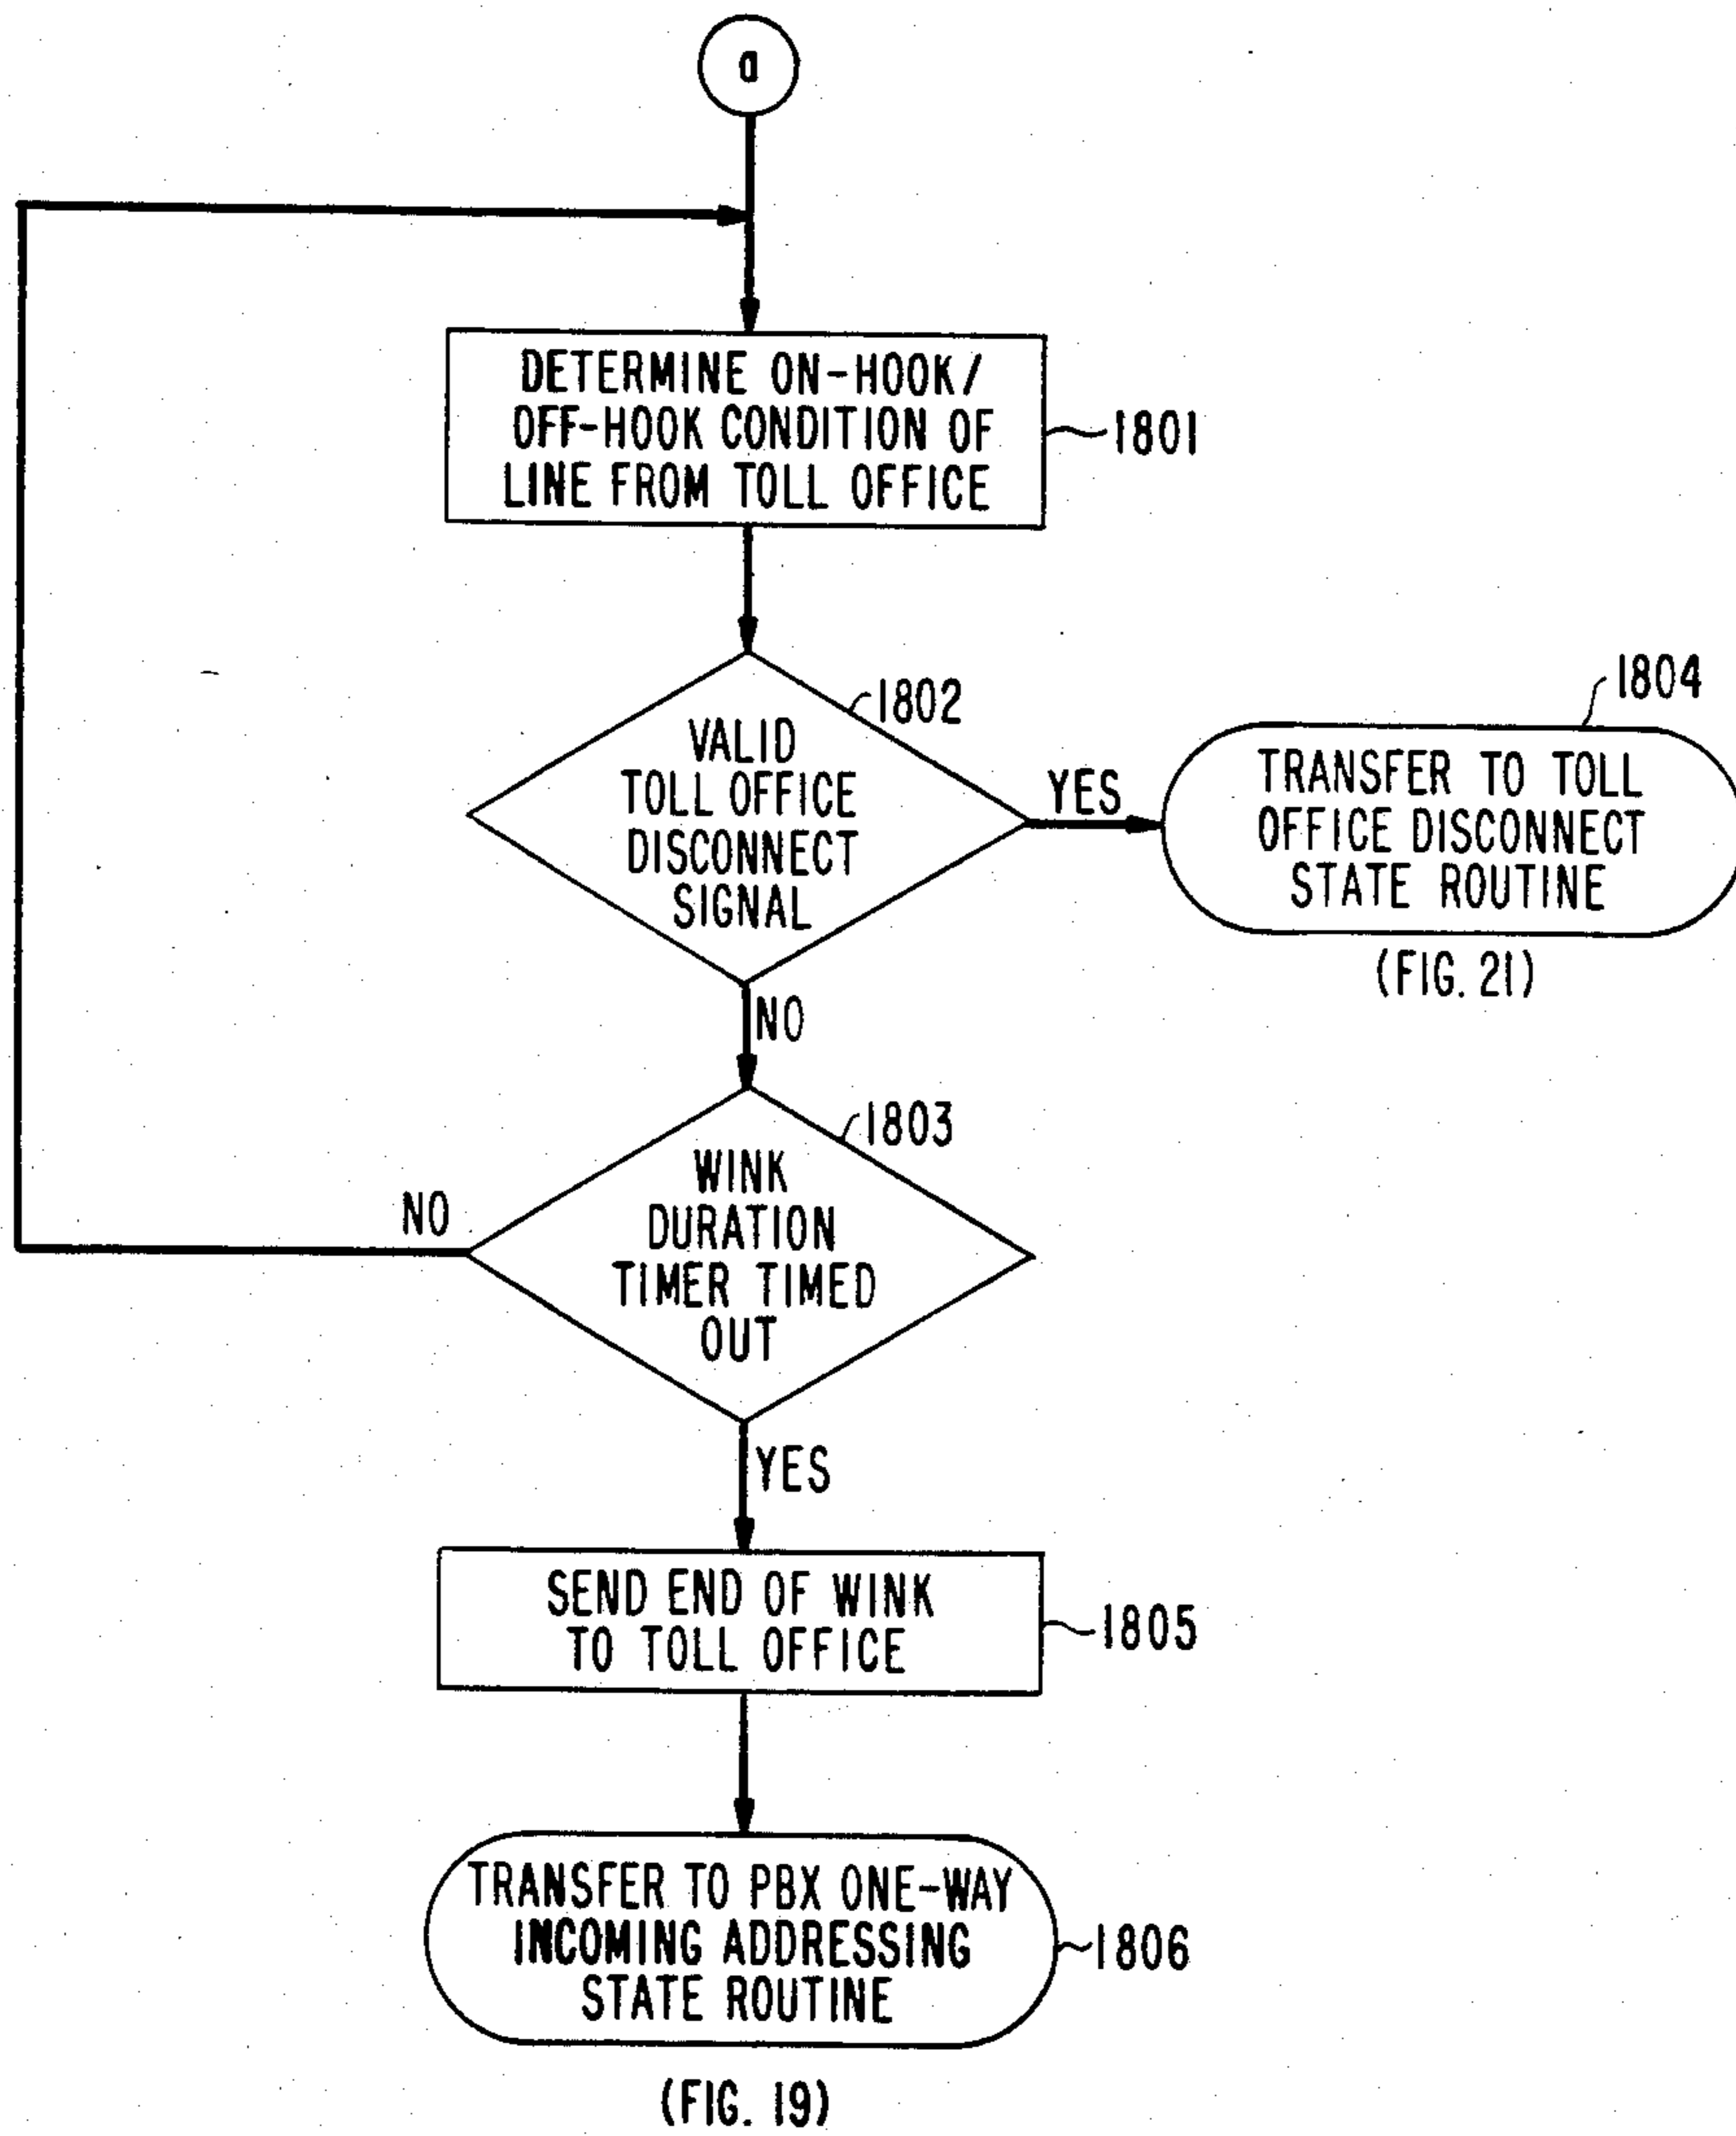 a
DETERMINE ON-HOOK/
OFF-HOOK CONDITION OF
LINE FROM TOLL OFFICE
1801
1802
VALID
TOLL OFFICE
DISCONNECT
SIGNAL
YES
1804
TRANSFER TO TOLL
OFFICE DISCONNECT
STATE ROUTINE
(FIG. 21)
NO
1803
WINK
DURATION
TIMER TIMED
OUT
NO
YES
SEND END OF WINK
TO TOLL OFFICE
1805
TRANSFER TO PBX ONE-WAY
INCOMING ADDRESSING
STATE ROUTINE
1806
(FIG. 19)